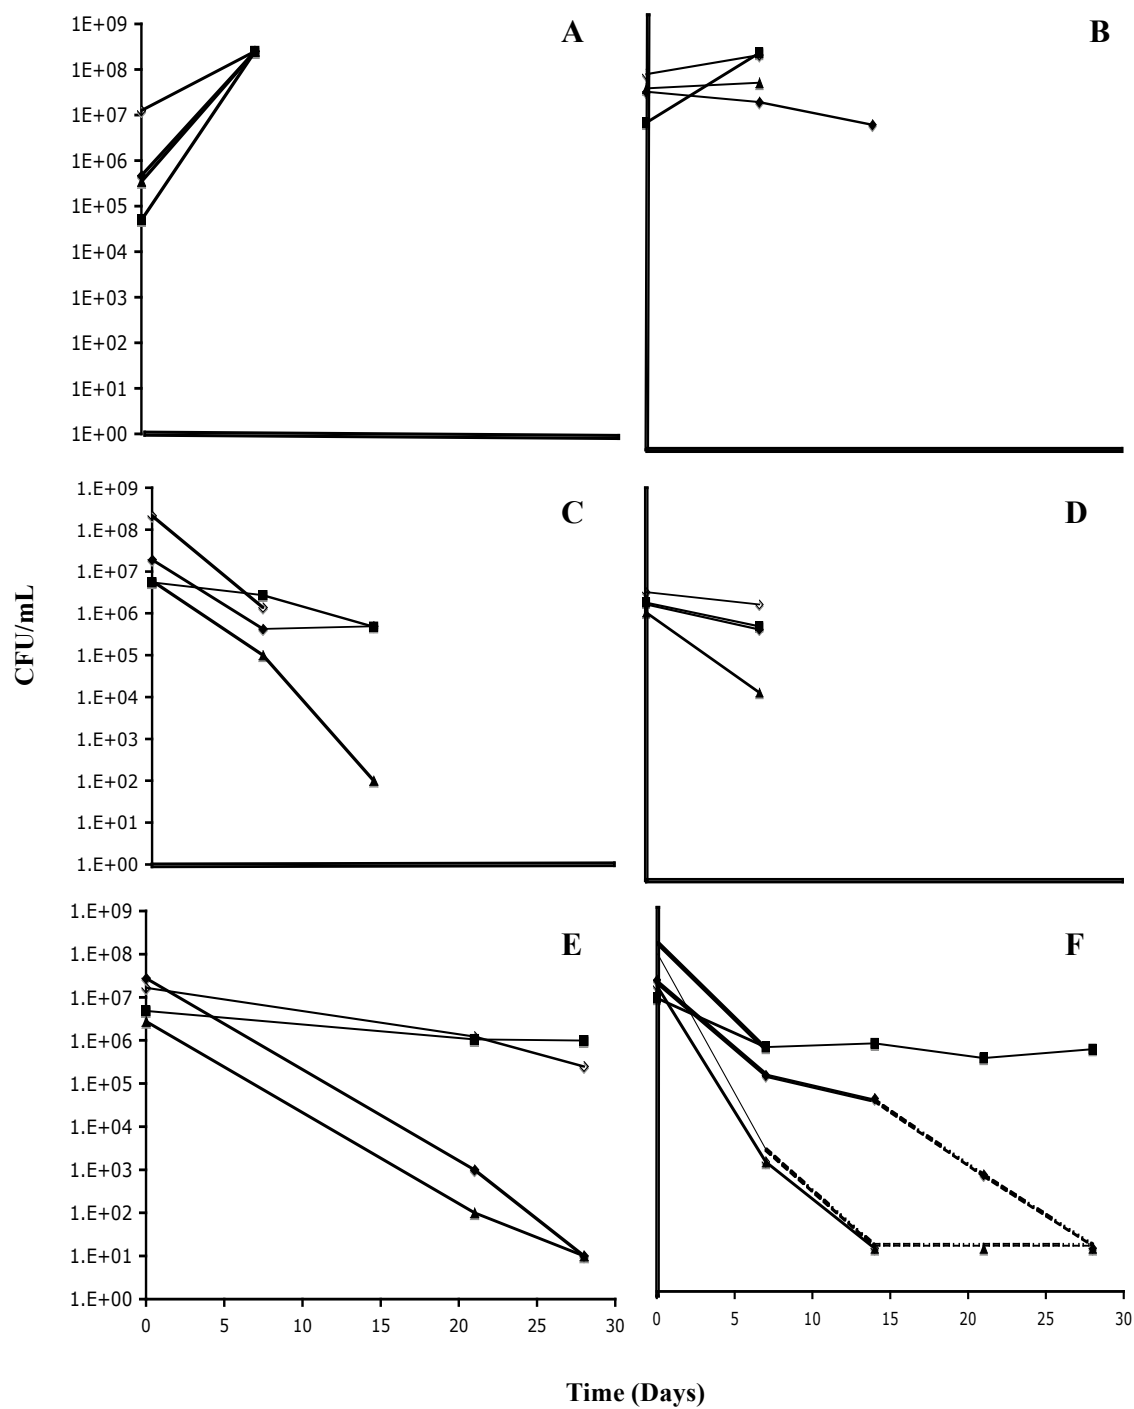 A
1E+09
1E+08
1E+07
1E+06
1E+05
1E+04
1E+03
1E+02
1E+01
1E+00
B
C
1.E+09
1.E+08
1.E+07
1.E+06
1.E+05
1.E+04
1.E+03
1.E+02
1.E+01
1.E+00
D
CFU/mL
E
1.E+09
1.E+08
1.E+07
1.E+06
1.E+05
1.E+04
1.E+03
1.E+02
1.E+01
1.E+00
0 5 10 15 20 25 30
F
0 5 10 15 20 25 30
Time (Days)